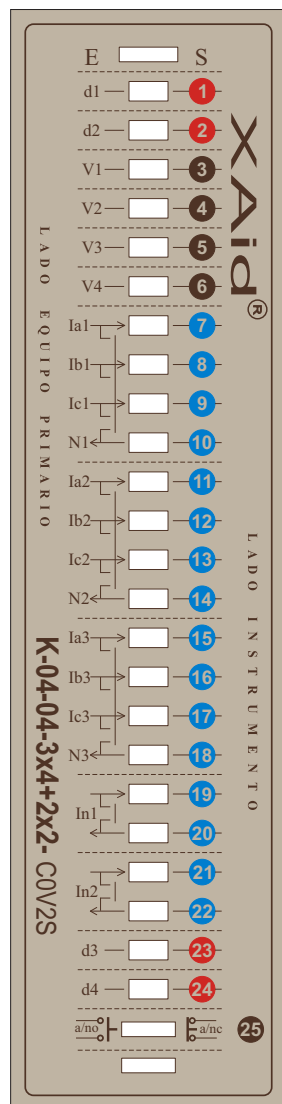 E S
d1 1
d2 2
V1 3
V2 4
V3 5
V4 6
Ia1 7
Ib1 8
Ic1 9
N1 10
Ia2 11
Ib2 12
Ic2 13
N2 14
Ia3 15
Ib3 16
Ic3 17
N3 18
In1 19
20
In2 21
22
d3 23
d4 24
a/no a/nc 25
LADO EQUIPO PRIMARIO
K-04-04-3x4+2x2- C0V2S
XAid®
LADO INSTRUMENTO